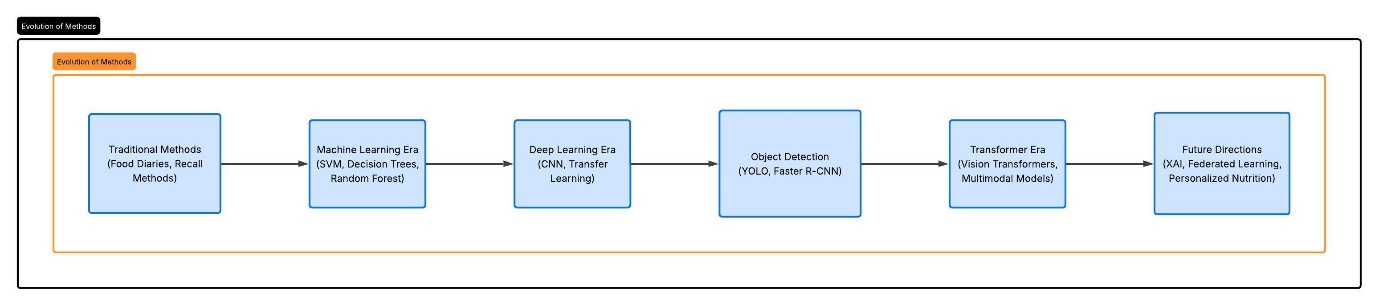 Evolution of Methods
Evolution of Methods
Traditional Methods
(Food Diaries, Recall
Methods)
Machine Learning Era
(SVM, Decision Trees,
Random Forest)
Deep Learning Era
(CNN, Transfer
Learning)
Object Detection
(YOLO, Faster R-CNN)
Transformer Era
(Vision Transformers,
Multimodal Models)
Future Directions
(XAI, Federated Learning,
Personalized Nutrition)